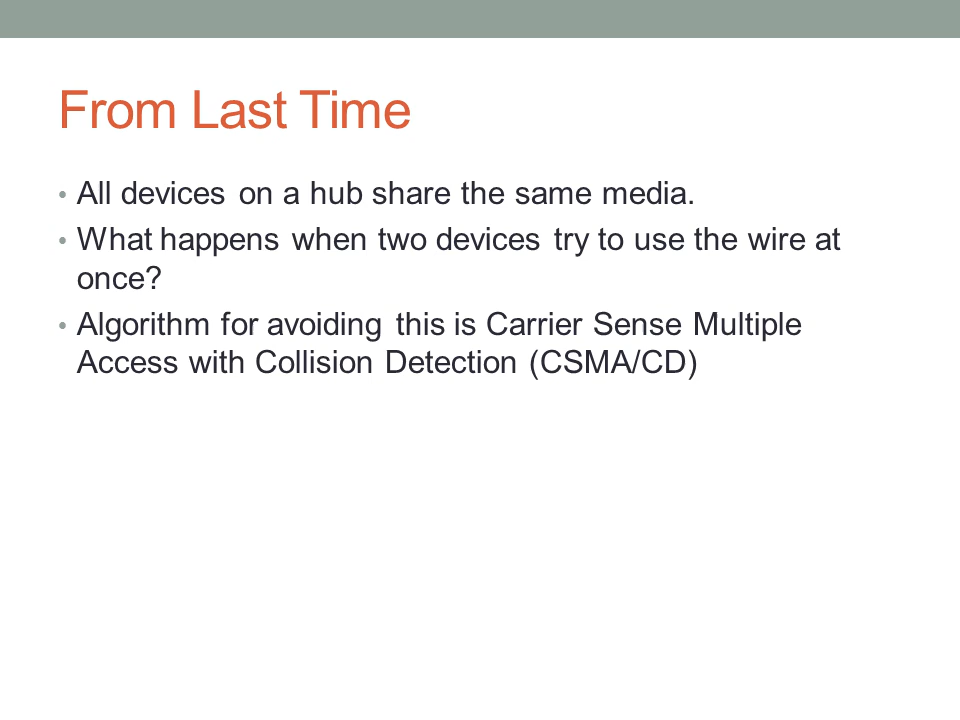 From Last Time
• All devices on a hub share the same media.
• What happens when two devices try to use the wire at
once?
• Algorithm for avoiding this is Carrier Sense Multiple
Access with Collision Detection (CSMA/CD)